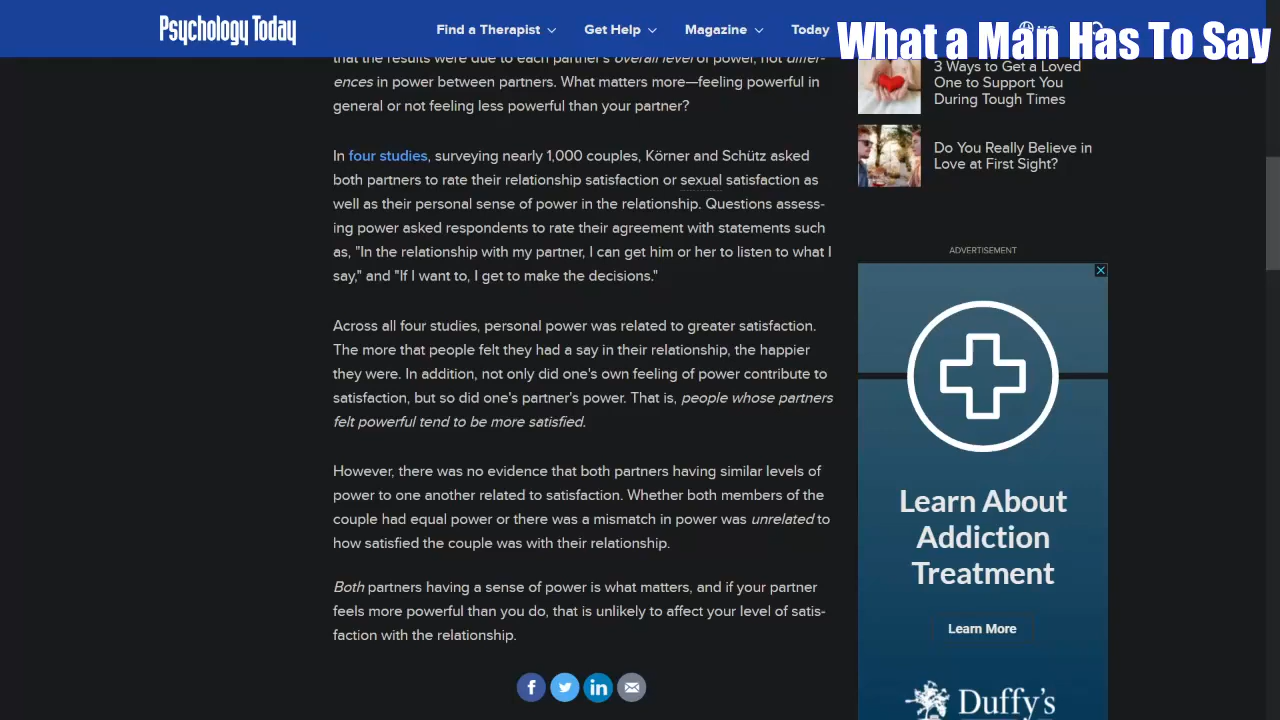 Psychology Today
Find a Therapist
Get Help
Magazine
Today
What a Man Has To Say
that the results were due to each partner's overall level of power, not differ-
ences in power between partners. What matters more—feeling powerful in
general or not feeling less powerful than your partner?
In four studies, surveying nearly 1,000 couples, Körner and Schütz asked
both partners to rate their relationship satisfaction or sexual satisfaction as
well as their personal sense of power in the relationship. Questions assess-
ing power asked respondents to rate their agreement with statements such
as, "In the relationship with my partner, I can get him or her to listen to what I
say," and "If I want to, I get to make the decisions."
Across all four studies, personal power was related to greater satisfaction.
The more that people felt they had a say in their relationship, the happier
they were. In addition, not only did one's own feeling of power contribute to
satisfaction, but so did one's partner's power. That is, people whose partners
felt powerful tend to be more satisfied.
However, there was no evidence that both partners having similar levels of
power to one another related to satisfaction. Whether both members of the
couple had equal power or there was a mismatch in power was unrelated to
how satisfied the couple was with their relationship.
Both partners having a sense of power is what matters, and if your partner
feels more powerful than you do, that is unlikely to affect your level of satis-
faction with the relationship.
3 Ways to Get a Loved
One to Support You
During Tough Times
Do You Really Believe in
Love at First Sight?
ADVERTISEMENT
Learn About
Addiction
Treatment
Learn More
Duffy's